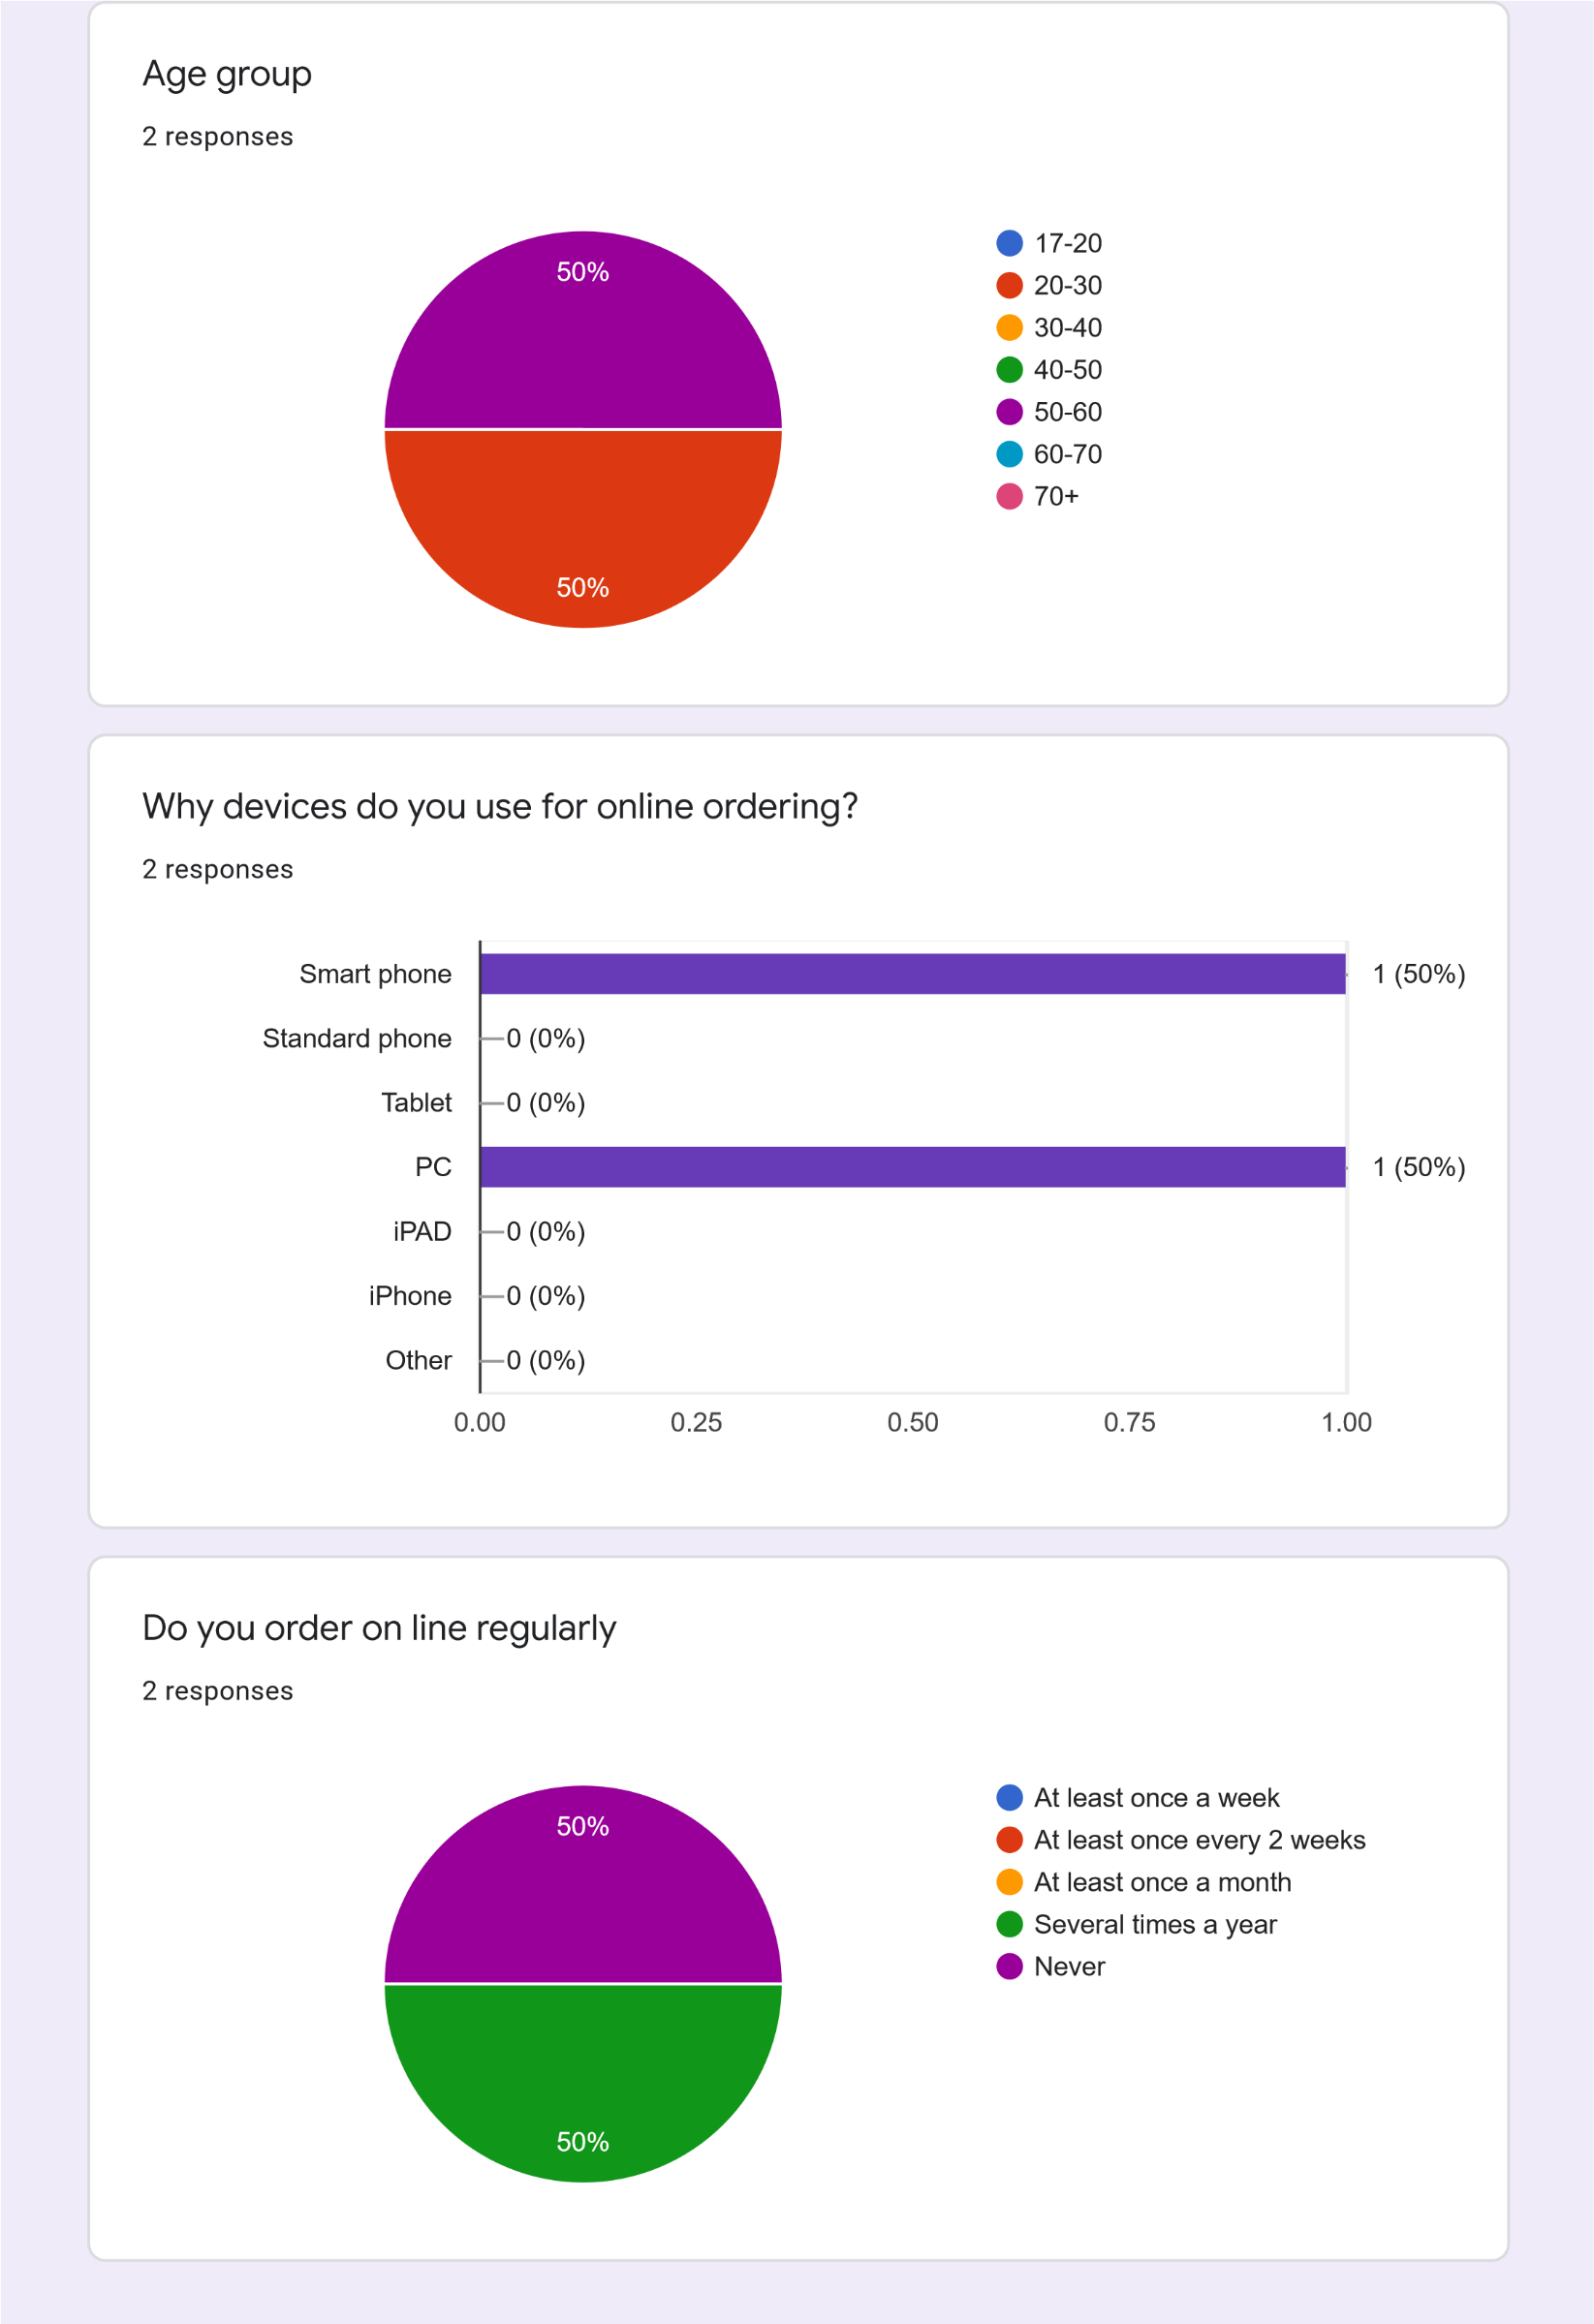 Age group
2 responses
50%
50%
17-20
20-30
30-40
40-50
50-60
60-70
70+
Why devices do you use for online ordering?
2 responses
Smart phone 1 (50%)
Standard phone 0 (0%)
Tablet 0 (0%)
PC 1 (50%)
iPAD 0 (0%)
iPhone 0 (0%)
Other 0 (0%)
0.00 0.25 0.50 0.75 1.00
Do you order on line regularly
2 responses
50%
50%
At least once a week
At least once every 2 weeks
At least once a month
Several times a year
Never